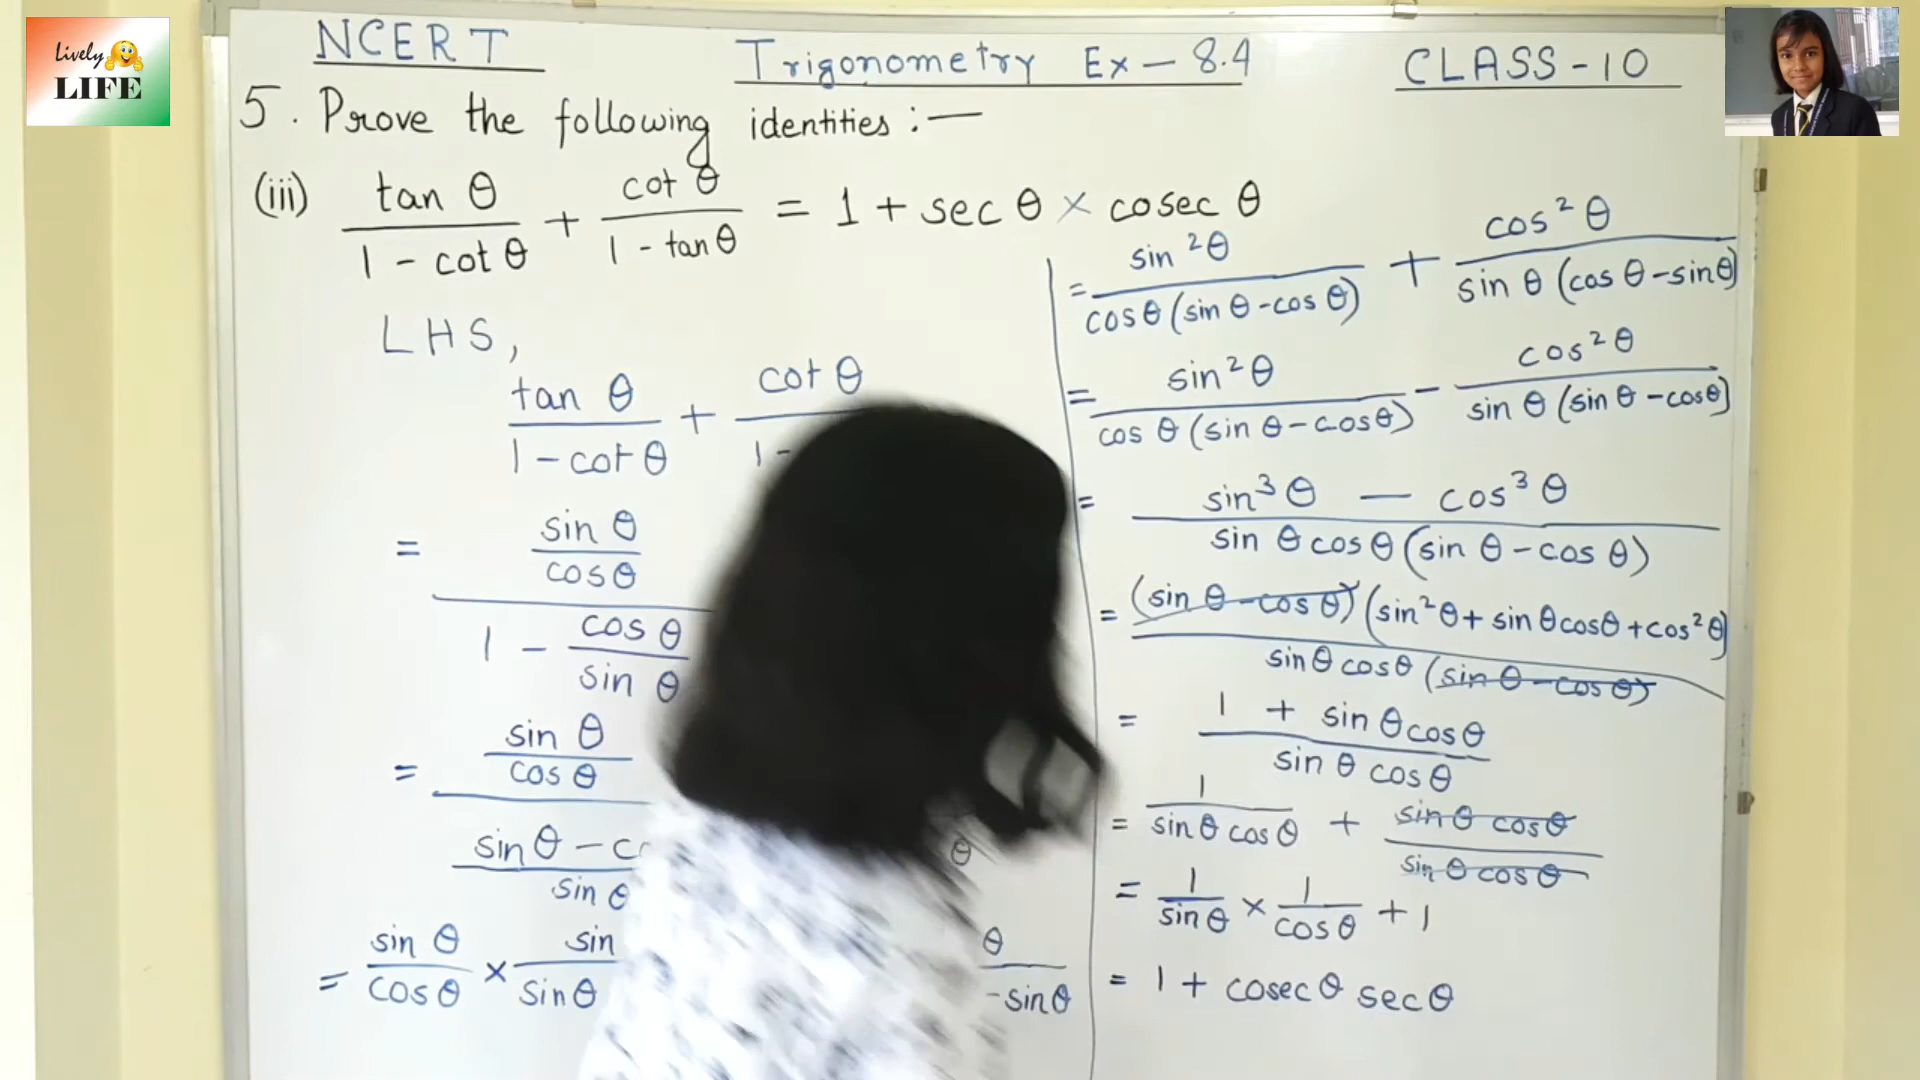 Lively
LIFE
NCERT
Trigonometry Ex - 8.4
CLASS - 10
5. Prove the following identities :—
(iii) tan θ / 1 - cot θ + cot θ / 1 - tan θ = 1 + sec θ × cosec θ
LHS,
tan θ / 1 - cot θ + cot θ / 1 -
= sin θ / cos θ
1 - cos θ / sin θ
= sin θ / cos θ
sin θ -
sin θ
θ
= sin θ / cos θ × sin / sin θ
θ
- sin θ
= sin²θ / cos θ (sin θ - cos θ) + cos²θ / sin θ (cos θ - sin θ)
= sin²θ / cos θ (sin θ - cos θ) - cos²θ / sin θ (sin θ - cos θ)
= sin³θ — cos³θ / sin θ cos θ (sin θ - cos θ)
= (sin θ - cos θ) (sin²θ + sin θ cos θ + cos²θ) / sin θ cos θ (sin θ - cos θ)
= 1 + sin θ cos θ / sin θ cos θ
= 1 / sin θ cos θ + sin θ cos θ / sin θ cos θ
= 1 / sin θ × 1 / cos θ + 1
= 1 + cosec θ sec θ